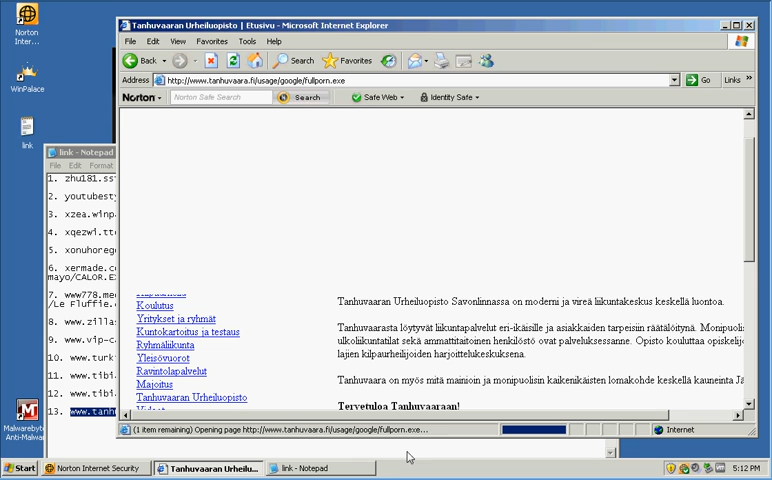 Norton
Inter...
WinPalace
link
Malwarebyt
Anti-Malwar
link - Notepad
File Edit Format
1. zhu181.ss
2. youtubest
3. xzea.winp
4. xqezwi.tt
5. xonuhoreg
6. xermade.c
mayo/CALOR.EX
7. www778.me
/Le Fluffie.
8. www.zillas
9. www.vip-c
10. www.turk
11. www.tibi
12. www.tibi
13. www.tanh
Tanhuvaaran Urheiluopisto | Etusivu - Microsoft Internet Explorer
File Edit View Favorites Tools Help
Back Search Favorites
Address http://www.tanhuvaara.fi/usage/google/fullporn.exe Go Links »
Norton Norton Safe Search Search Safe Web Identity Safe
Koulutus
Yritykset ja ryhmät
Kuntokartoitus ja testaus
Ryhmäliikunta
Yleisövuorot
Ravintolapalvelut
Majoitus
Tanhuvaaran Urheiluopisto
Tanhuvaaran Urheiluopisto Savonlinnassa on moderni ja vireä liikuntakeskus keskellä luontoa.
Tanhuvaarasta löytyvät liikuntapalvelut eri-ikäisille ja asiakkaiden tarpeisiin räätälöitynä. Monipuolis
ulkoliikuntatilat sekä ammattitaitoinen henkilöstö ovat palveluksessanne. Opisto kouluttaa opiskelij
lajien kilpaurheilijoiden harjoittelukeskuksena.
Tanhuvaara on myös mitä mainioin ja monipuolisin kaikenikäisten lomakohde keskellä kauneinta Jä
Tervetuloa Tanhuvaaraan!
(1 item remaining) Opening page http://www.tanhuvaara.fi/usage/google/fullporn.exe... Internet
Start Norton Internet Security Tanhuvaaran Urheilu... link - Notepad 5:12 PM